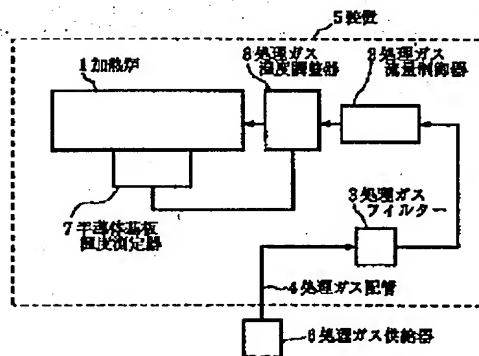 5装置
1加熱炉
8処理ガス
温度調整器
2処理ガス
流量制御器
7半導体基板
温度測定器
3処理ガス
フィルター
4処理ガス配管
6処理ガス供給器